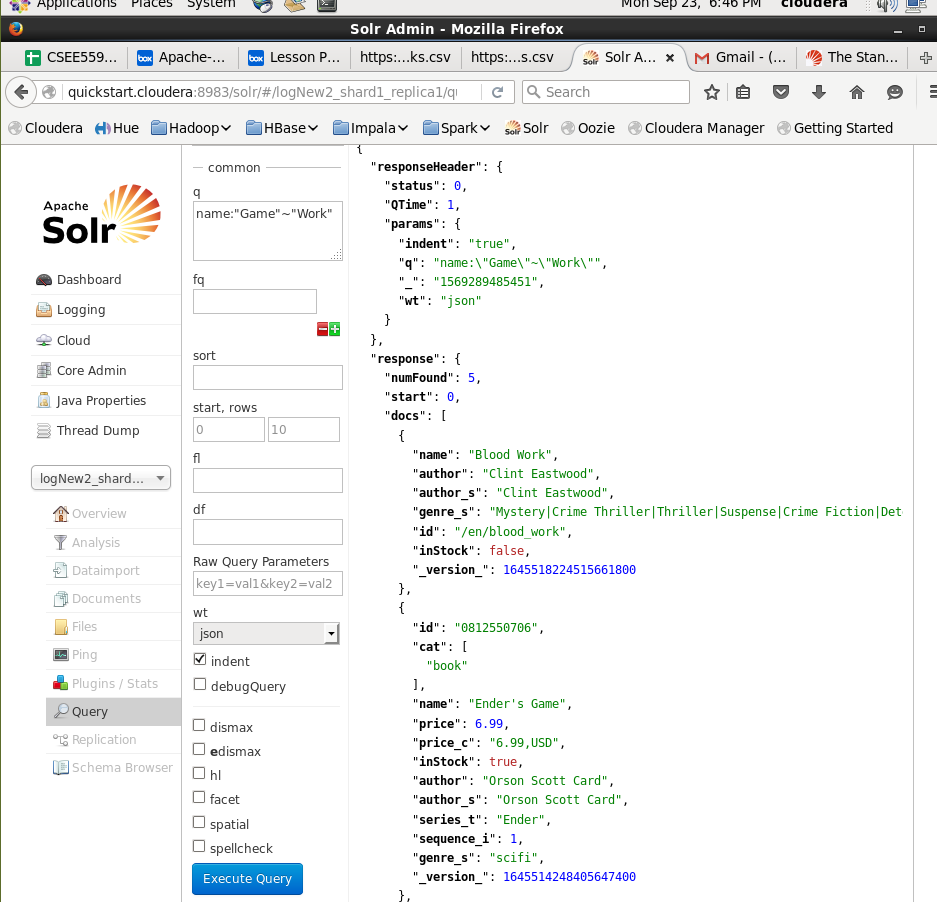 Applications Places System Mon Sep 23, 6:46 PM cloudera
Solr Admin - Mozilla Firefox
CSEE559... Apache-... Lesson P... https:...ks.csv https:...s.csv Solr A... × Gmail - (... The Stan...
quickstart.cloudera:8983/solr/#/logNew2_shard1_replica1/qu Search
Cloudera Hue Hadoop HBase Impala Spark Solr Oozie Cloudera Manager Getting Started
Apache
Solr
Dashboard
Logging
Cloud
Core Admin
Java Properties
Thread Dump
logNew2_shard...
Overview
Analysis
Dataimport
Documents
Files
Ping
Plugins / Stats
Query
Replication
Schema Browser
common
q
name:"Game"~"Work"
fq
sort
start, rows
0 10
fl
df
Raw Query Parameters
key1=val1&key2=val2
wt
json
indent
debugQuery
dismax
edismax
hl
facet
spatial
spellcheck
Execute Query
{
"responseHeader": {
"status": 0,
"QTime": 1,
"params": {
"indent": "true",
"q": "name:\"Game\"~\"Work\"",
"_": "1569289485451",
"wt": "json"
}
},
"response": {
"numFound": 5,
"start": 0,
"docs": [
{
"name": "Blood Work",
"author": "Clint Eastwood",
"author_s": "Clint Eastwood",
"genre_s": "Mystery|Crime Thriller|Thriller|Suspense|Crime Fiction|Det
"id": "/en/blood_work",
"inStock": false,
"_version_": 1645518224515661800
},
{
"id": "0812550706",
"cat": [
"book"
],
"name": "Ender's Game",
"price": 6.99,
"price_c": "6.99,USD",
"inStock": true,
"author": "Orson Scott Card",
"author_s": "Orson Scott Card",
"series_t": "Ender",
"sequence_i": 1,
"genre_s": "scifi",
"_version_": 1645514248405647400
},